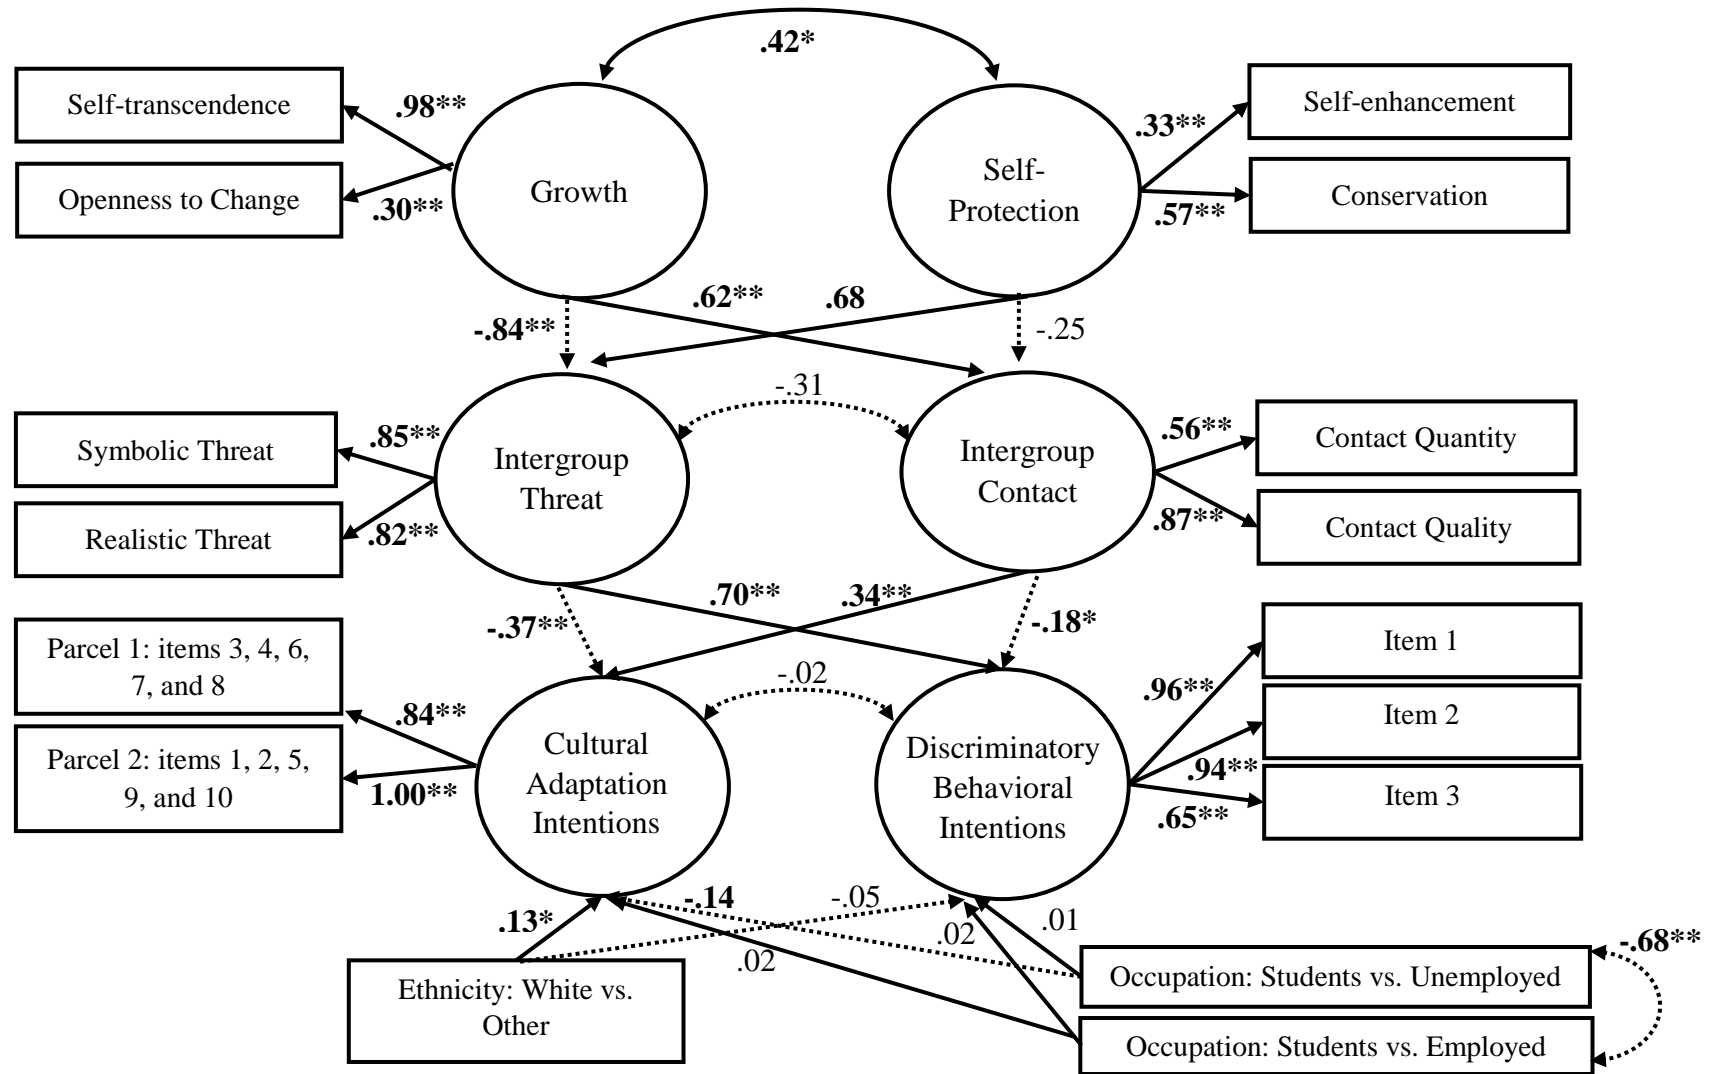 .42*
Self-transcendence
.98**
Openness to Change
.30**
Growth
Self-
Protection
.33**
Self-enhancement
.57**
Conservation
-.84**
.62**
.68
-.25
-.31
Symbolic Threat
.85**
Realistic Threat
.82**
Intergroup
Threat
Intergroup
Contact
.56**
Contact Quantity
.87**
Contact Quality
-.37**
.70**
.34**
-.18*
-.02
Parcel 1: items 3, 4, 6,
7, and 8
.84**
Parcel 2: items 1, 2, 5,
9, and 10
1.00**
Cultural
Adaptation
Intentions
Discriminatory
Behavioral
Intentions
.96**
Item 1
.94**
Item 2
.65**
Item 3
.13*
-.14
-.05
.02
.02
.01
-.68**
Ethnicity: White vs.
Other
Occupation: Students vs. Unemployed
Occupation: Students vs. Employed